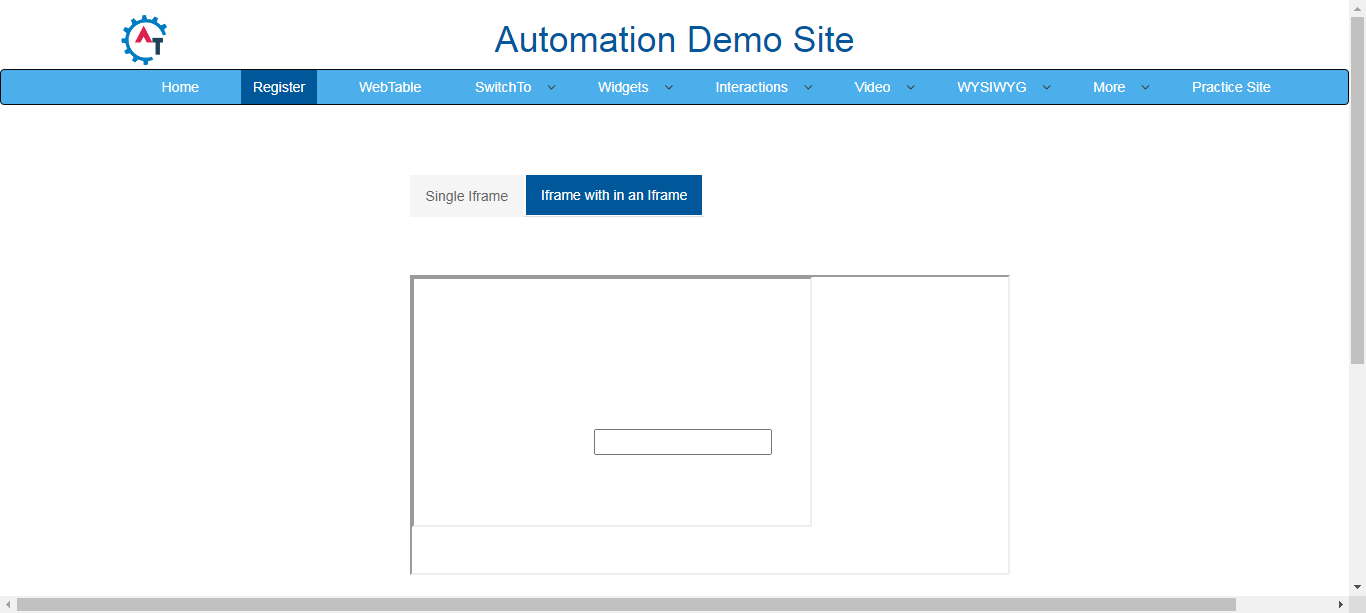 AT
Automation Demo Site
Home Register WebTable SwitchTo Widgets Interactions Video WYSIWYG More Practice Site
Single Iframe Iframe with in an Iframe